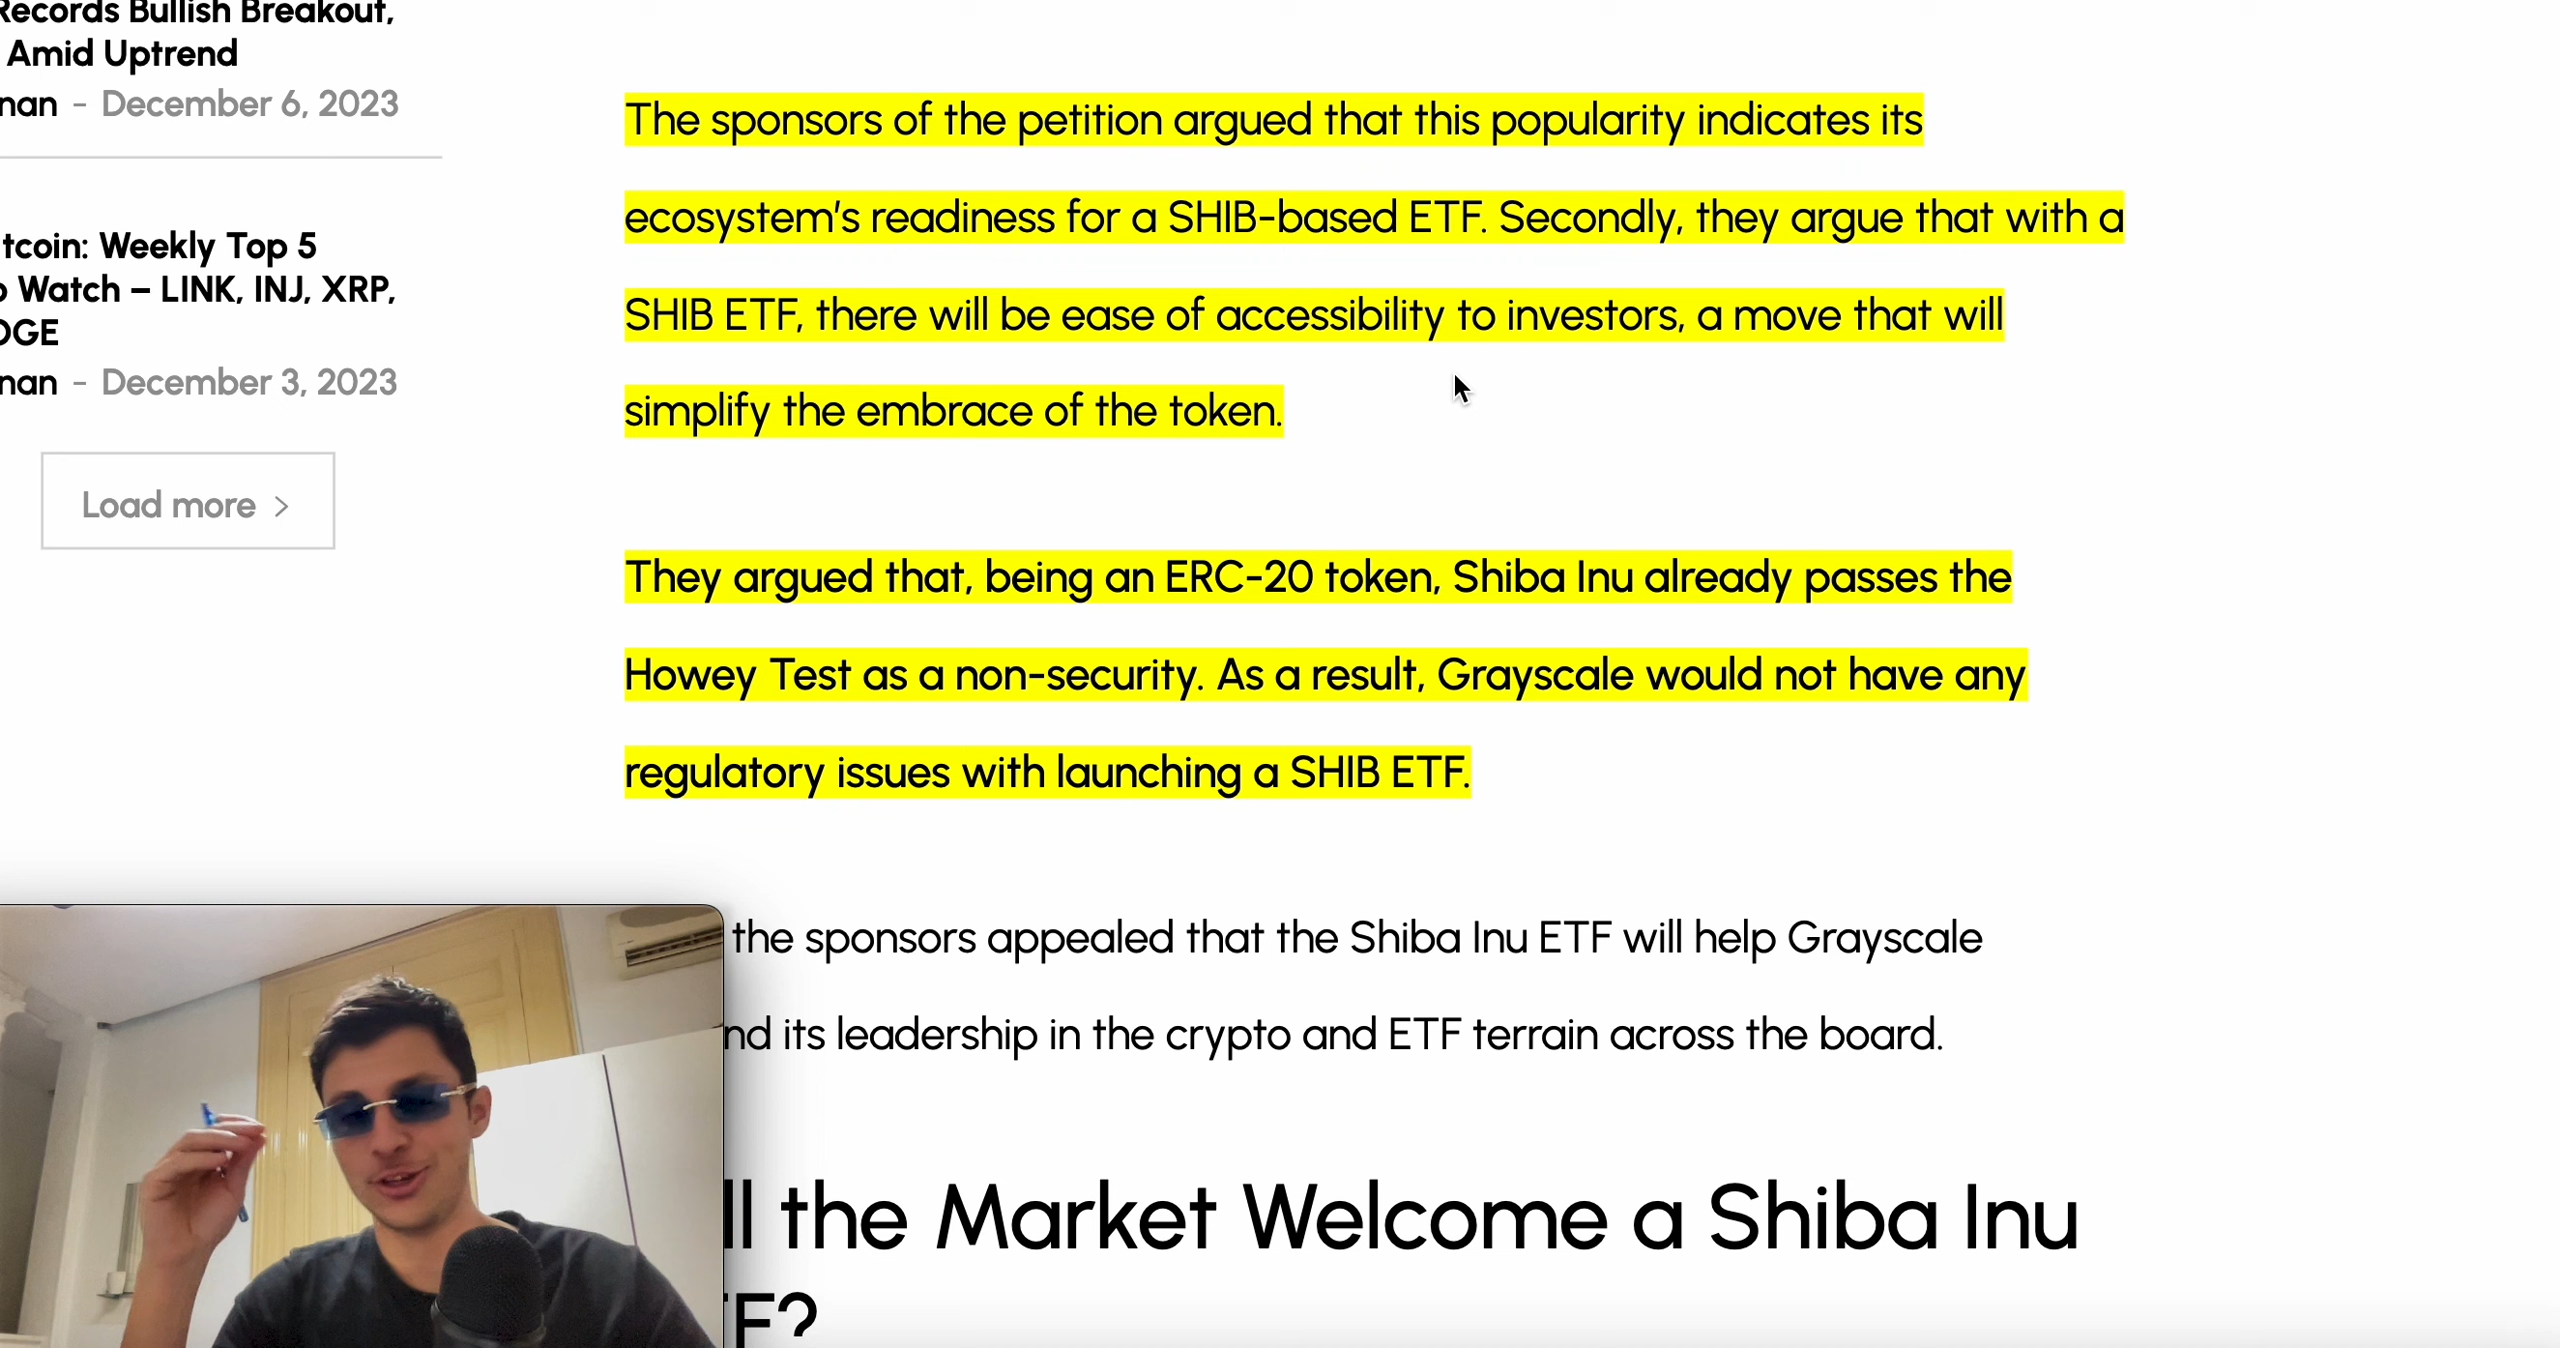 Records Bullish Breakout,
Amid Uptrend
nan - December 6, 2023
tcoin: Weekly Top 5
o Watch – LINK, INJ, XRP,
OGE
nan - December 3, 2023
Load more >
The sponsors of the petition argued that this popularity indicates its
ecosystem's readiness for a SHIB-based ETF. Secondly, they argue that with a
SHIB ETF, there will be ease of accessibility to investors, a move that will
simplify the embrace of the token.
They argued that, being an ERC-20 token, Shiba Inu already passes the
Howey Test as a non-security. As a result, Grayscale would not have any
regulatory issues with launching a SHIB ETF.
the sponsors appealed that the Shiba Inu ETF will help Grayscale
nd its leadership in the crypto and ETF terrain across the board.
ll the Market Welcome a Shiba Inu
TF?